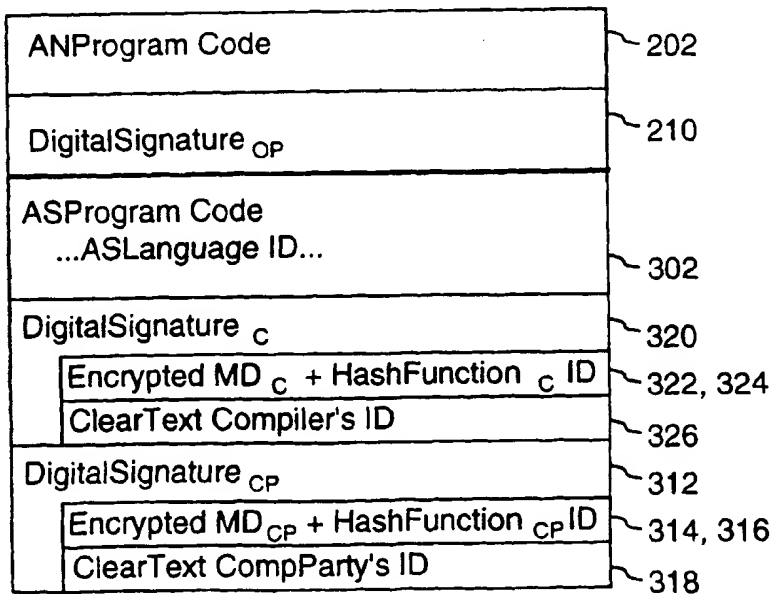 ANProgram Code 202
DigitalSignature OP 210
ASProgram Code
...ASLanguage ID... 302
DigitalSignature C 320
Encrypted MD C + HashFunction C ID 322, 324
ClearText Compiler's ID 326
DigitalSignature CP 312
Encrypted MD CP + HashFunction CP ID 314, 316
ClearText CompParty's ID 318